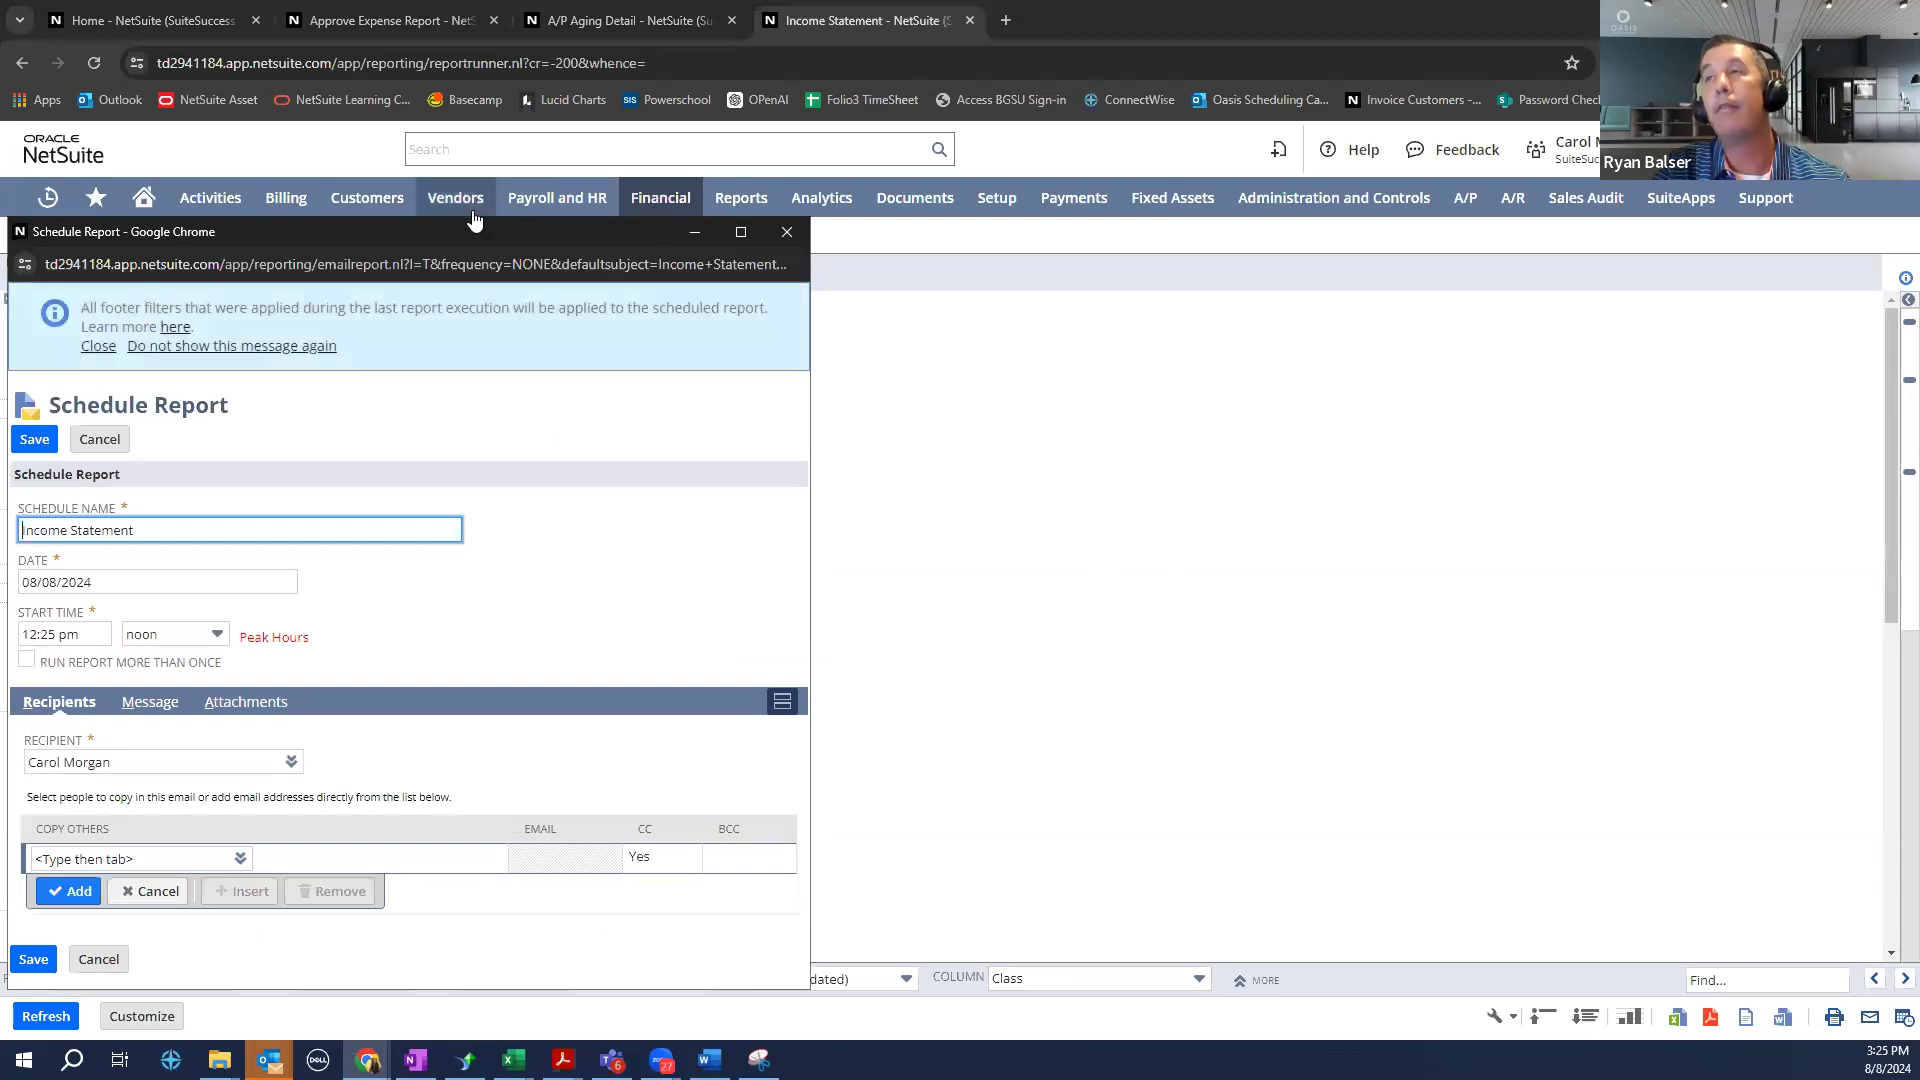 Home - NetSuite (SuiteSuccess
Approve Expense Report - NetS
A/P Aging Detail - NetSuite (Su
Income Statement - NetSuite (S
td2941184.app.netsuite.com/app/reporting/reportrunner.nl?cr=-200&whence=
Apps Outlook NetSuite Asset NetSuite Learning C... Basecamp Lucid Charts SIS Powerschool OPenAI Folio3 TimeSheet Access BGSU Sign-in ConnectWise Oasis Scheduling Ca... Invoice Customers -... Password Chec
OASIS
ORACLE
NetSuite
Search
Help
Feedback
Carol M
SuiteSuc
Ryan Balser
Activities Billing Customers Vendors Payroll and HR Financial Reports Analytics Documents Setup Payments Fixed Assets Administration and Controls A/P A/R Sales Audit SuiteApps Support
Schedule Report - Google Chrome
td2941184.app.netsuite.com/app/reporting/emailreport.nl?l=T&frequency=NONE&defaultsubject=Income+Statement...
All footer filters that were applied during the last report execution will be applied to the scheduled report.
Learn more here.
Close Do not show this message again
Schedule Report
Save Cancel
Schedule Report
SCHEDULE NAME *
Income Statement
DATE *
08/08/2024
START TIME *
12:25 pm noon Peak Hours
RUN REPORT MORE THAN ONCE
Recipients Message Attachments
RECIPIENT *
Carol Morgan
Select people to copy in this email or add email addresses directly from the list below.
COPY OTHERS EMAIL CC BCC
<Type then tab> Yes
Add Cancel Insert Remove
Save Cancel
dated) COLUMN Class MORE Find...
Refresh Customize
DELL
6
27
3:25 PM
8/8/2024